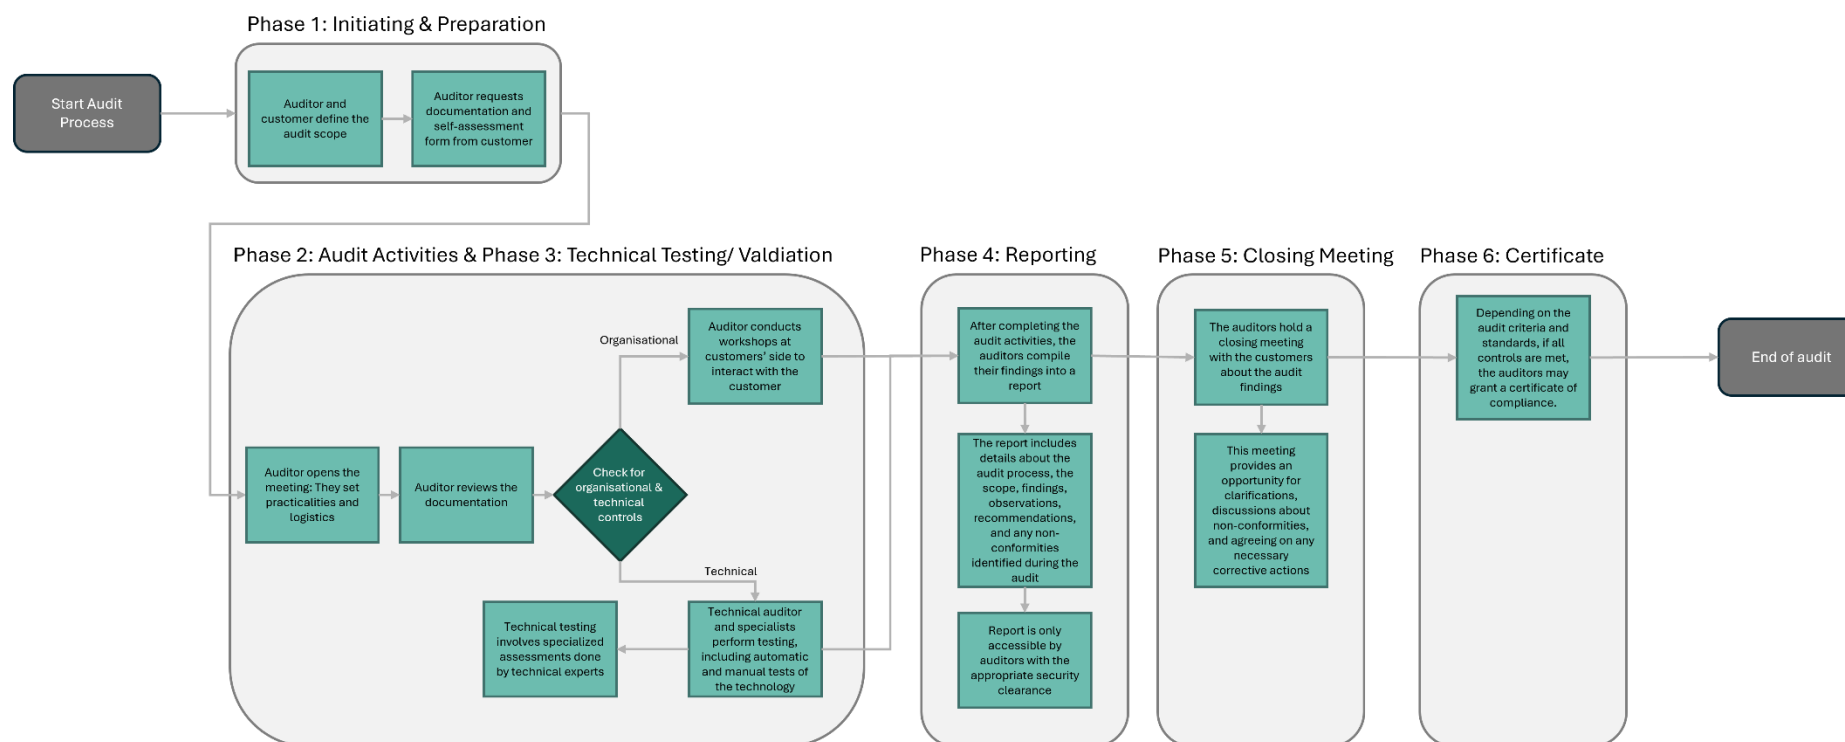 Phase 1: Initiating & Preparation
Start Audit
Process
Auditor and
customer define the
audit scope
Auditor requests
documentation and
self-assessment
form from customer
Phase 2: Audit Activities & Phase 3: Technical Testing/ Valdiation
Auditor opens the
meeting: They set
practicalities and
logistics
Auditor reviews the
documentation
Check for
organisational &
technical
controls
Organisational
Auditor conducts
workshops at
customers' side to
interact with the
customer
Technical
Technical auditor
and specialists
perform testing,
including automatic
and manual tests of
the technology
Technical testing
involves specialized
assessments done
by technical experts
Phase 4: Reporting
After completing the
audit activities, the
auditors compile
their findings into a
report
The report includes
details about the
audit process, the
scope, findings,
observations,
recommendations,
and any non-
conformities
identified during the
audit
Report is only
accessible by
auditors with the
appropriate security
clearance
Phase 5: Closing Meeting
The auditors hold a
closing meeting
with the customers
about the audit
findings
This meeting
provides an
opportunity for
clarifications,
discussions about
non-conformities,
and agreeing on any
necessary
corrective actions
Phase 6: Certificate
Depending on the
audit criteria and
standards, if all
controls are met,
the auditors may
grant a certificate of
compliance.
End of audit